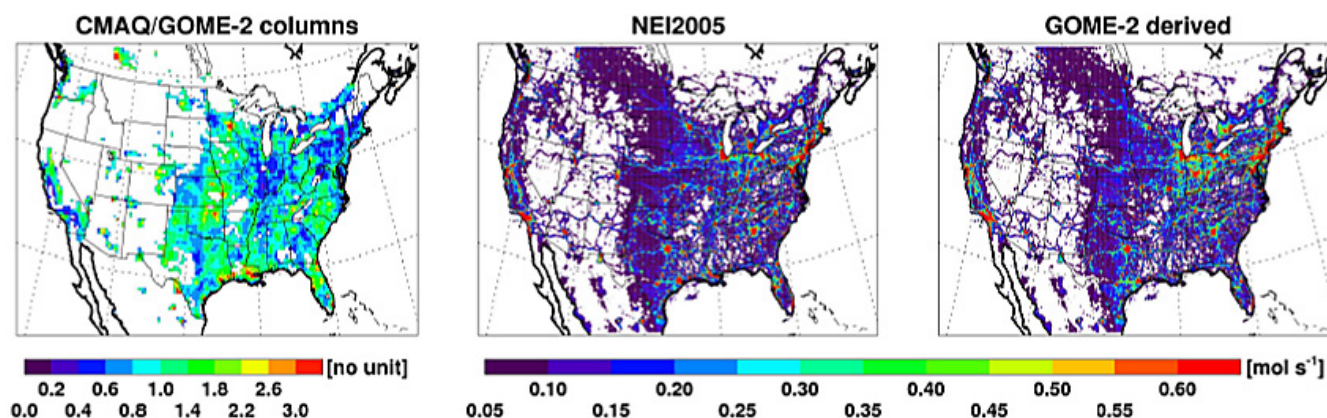 CMAQ/GOME-2 columns
NEI2005
GOME-2 derived
[no unit]
0.2 0.6 1.0 1.8 2.6
0.0 0.4 0.8 1.4 2.2 3.0
[mol s⁻¹]
0.10 0.20 0.30 0.40 0.50 0.60
0.05 0.15 0.25 0.35 0.45 0.55